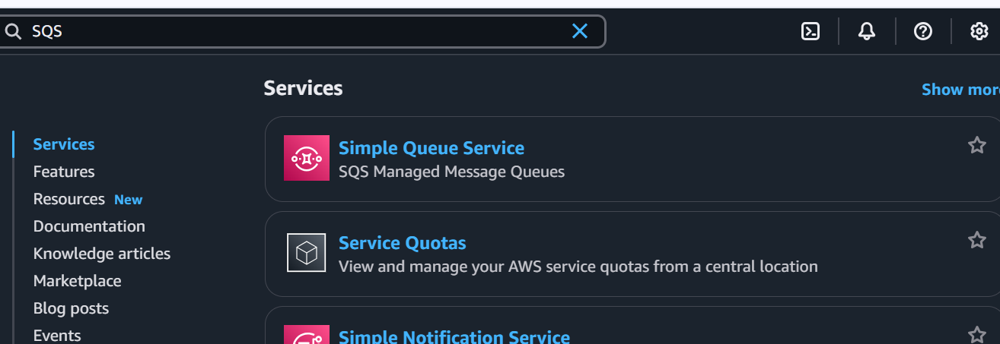 SQS
Services
Show more
Services
Features
Resources New
Documentation
Knowledge articles
Marketplace
Blog posts
Events
Simple Queue Service
SQS Managed Message Queues
Service Quotas
View and manage your AWS service quotas from a central location
Simple Notification Service